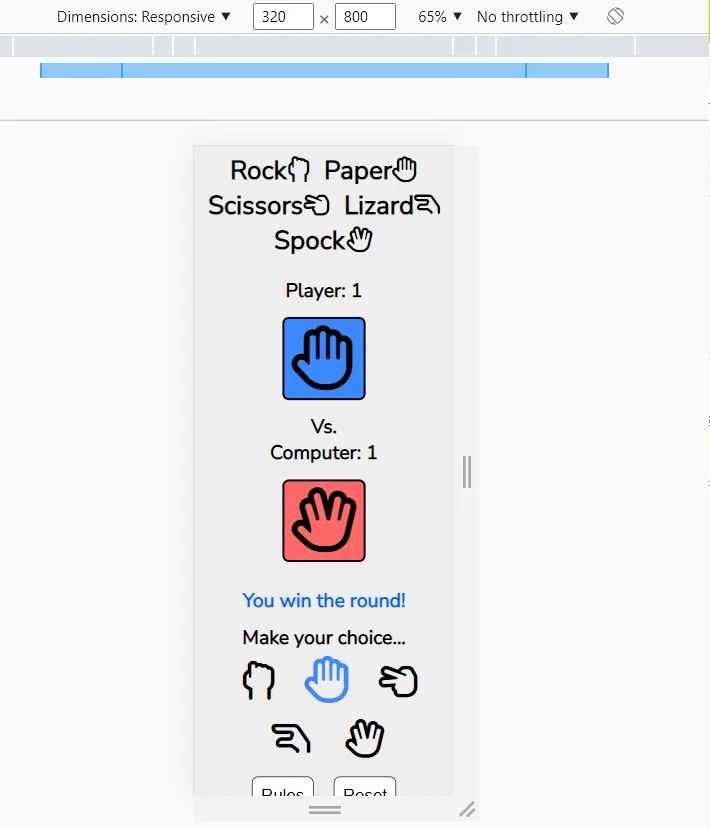 Dimensions: Responsive ▼ 320 × 800 65% ▼ No throttling ▼
Rock Paper
Scissors Lizard
Spock
Player: 1
Vs.
Computer: 1
You win the round!
Make your choice...
Rules Reset